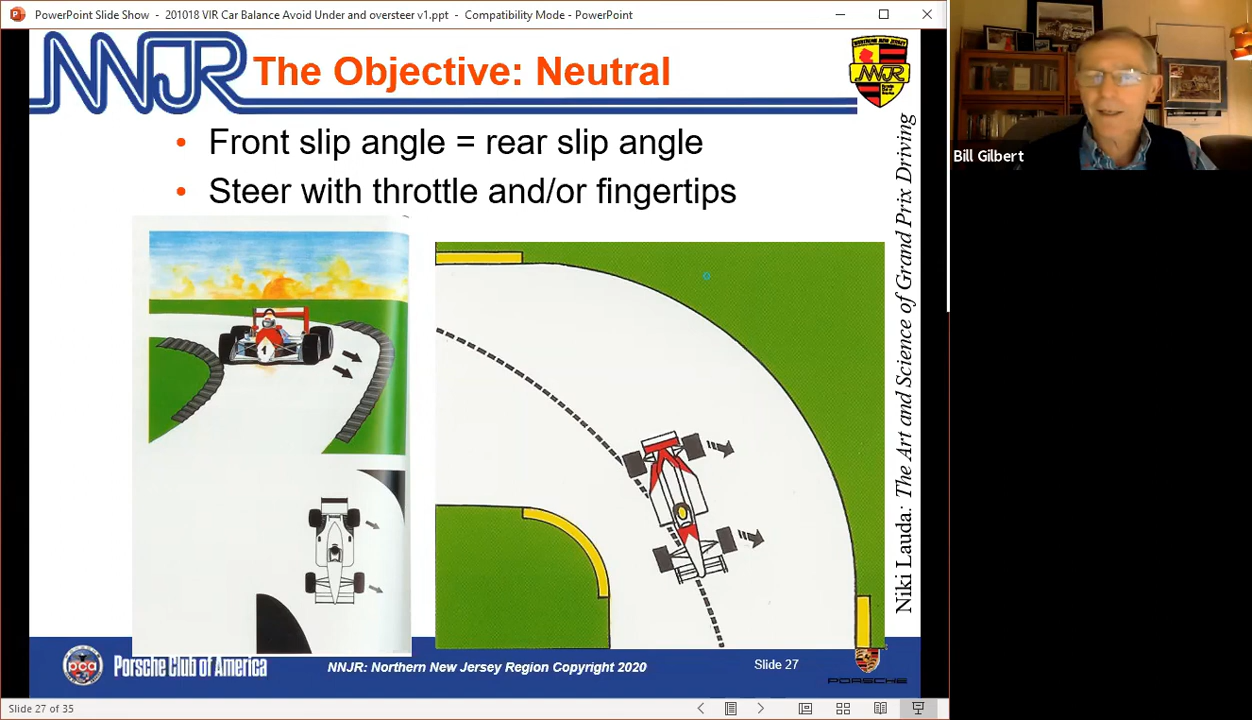 PowerPoint Slide Show - 201018 VIR Car Balance Avoid Under and oversteer v1.ppt - Compatibility Mode - PowerPoint
NNJR
The Objective: Neutral
NNJR
• Front slip angle = rear slip angle
• Steer with throttle and/or fingertips
Bill Gilbert
Niki Lauda: The Art and Science of Grand Prix Driving
1
pca
Porsche Club of America
NNJR: Northern New Jersey Region Copyright 2020
Slide 27
PORSCHE
Slide 27 of 35